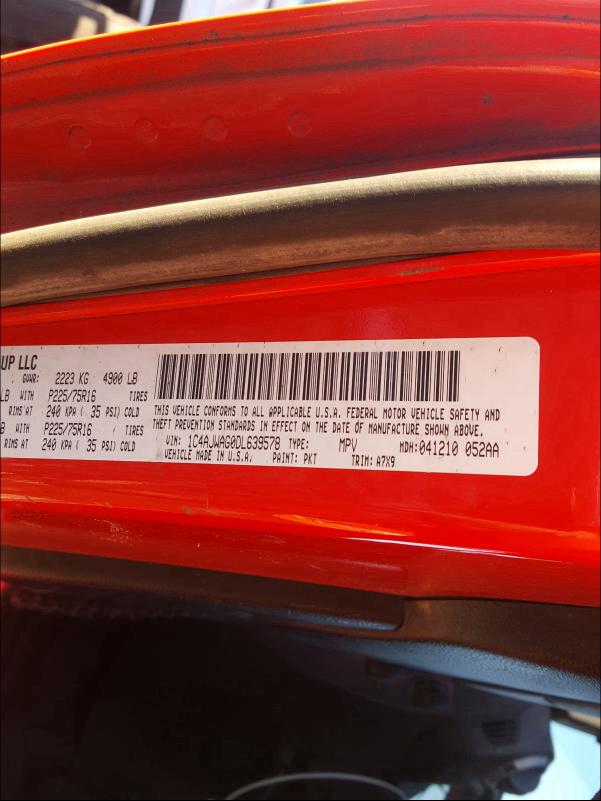 UP LLC
GVWR: 2223 KG 4900 LB
LB WITH P225/75R16 TIRES
RIMS AT 240 KPA ( 35 PSI) COLD
B WITH P225/75R16 TIRES
RIMS AT 240 KPA ( 35 PSI) COLD
THIS VEHICLE CONFORMS TO ALL APPLICABLE U.S.A. FEDERAL MOTOR VEHICLE SAFETY AND
THEFT PREVENTION STANDARDS IN EFFECT ON THE DATE OF MANUFACTURE SHOWN ABOVE.
VIN: 1C4AJWAG0DL639578 TYPE: MPV MDH: 041210 052AA
VEHICLE MADE IN U.S.A. PAINT: PKT TRIM: A7X9